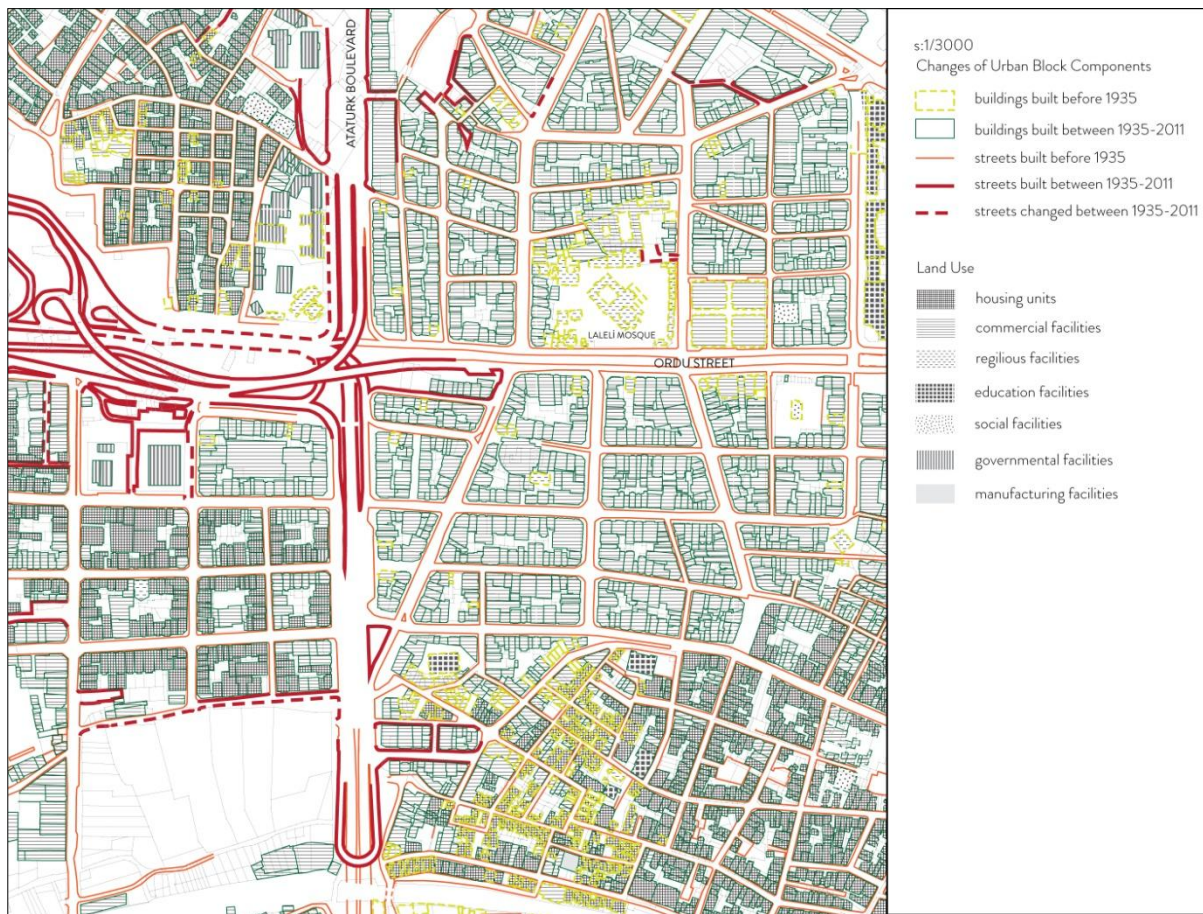 ATATURK BOULEVARD
LALELİ MOSQUE
ORDU STREET
s:1/3000
Changes of Urban Block Components
buildings built before 1935
buildings built between 1935-2011
streets built before 1935
streets built between 1935-2011
streets changed between 1935-2011
Land Use
housing units
commercial facilities
regilious facilities
education facilities
social facilities
governmental facilities
manufacturing facilities